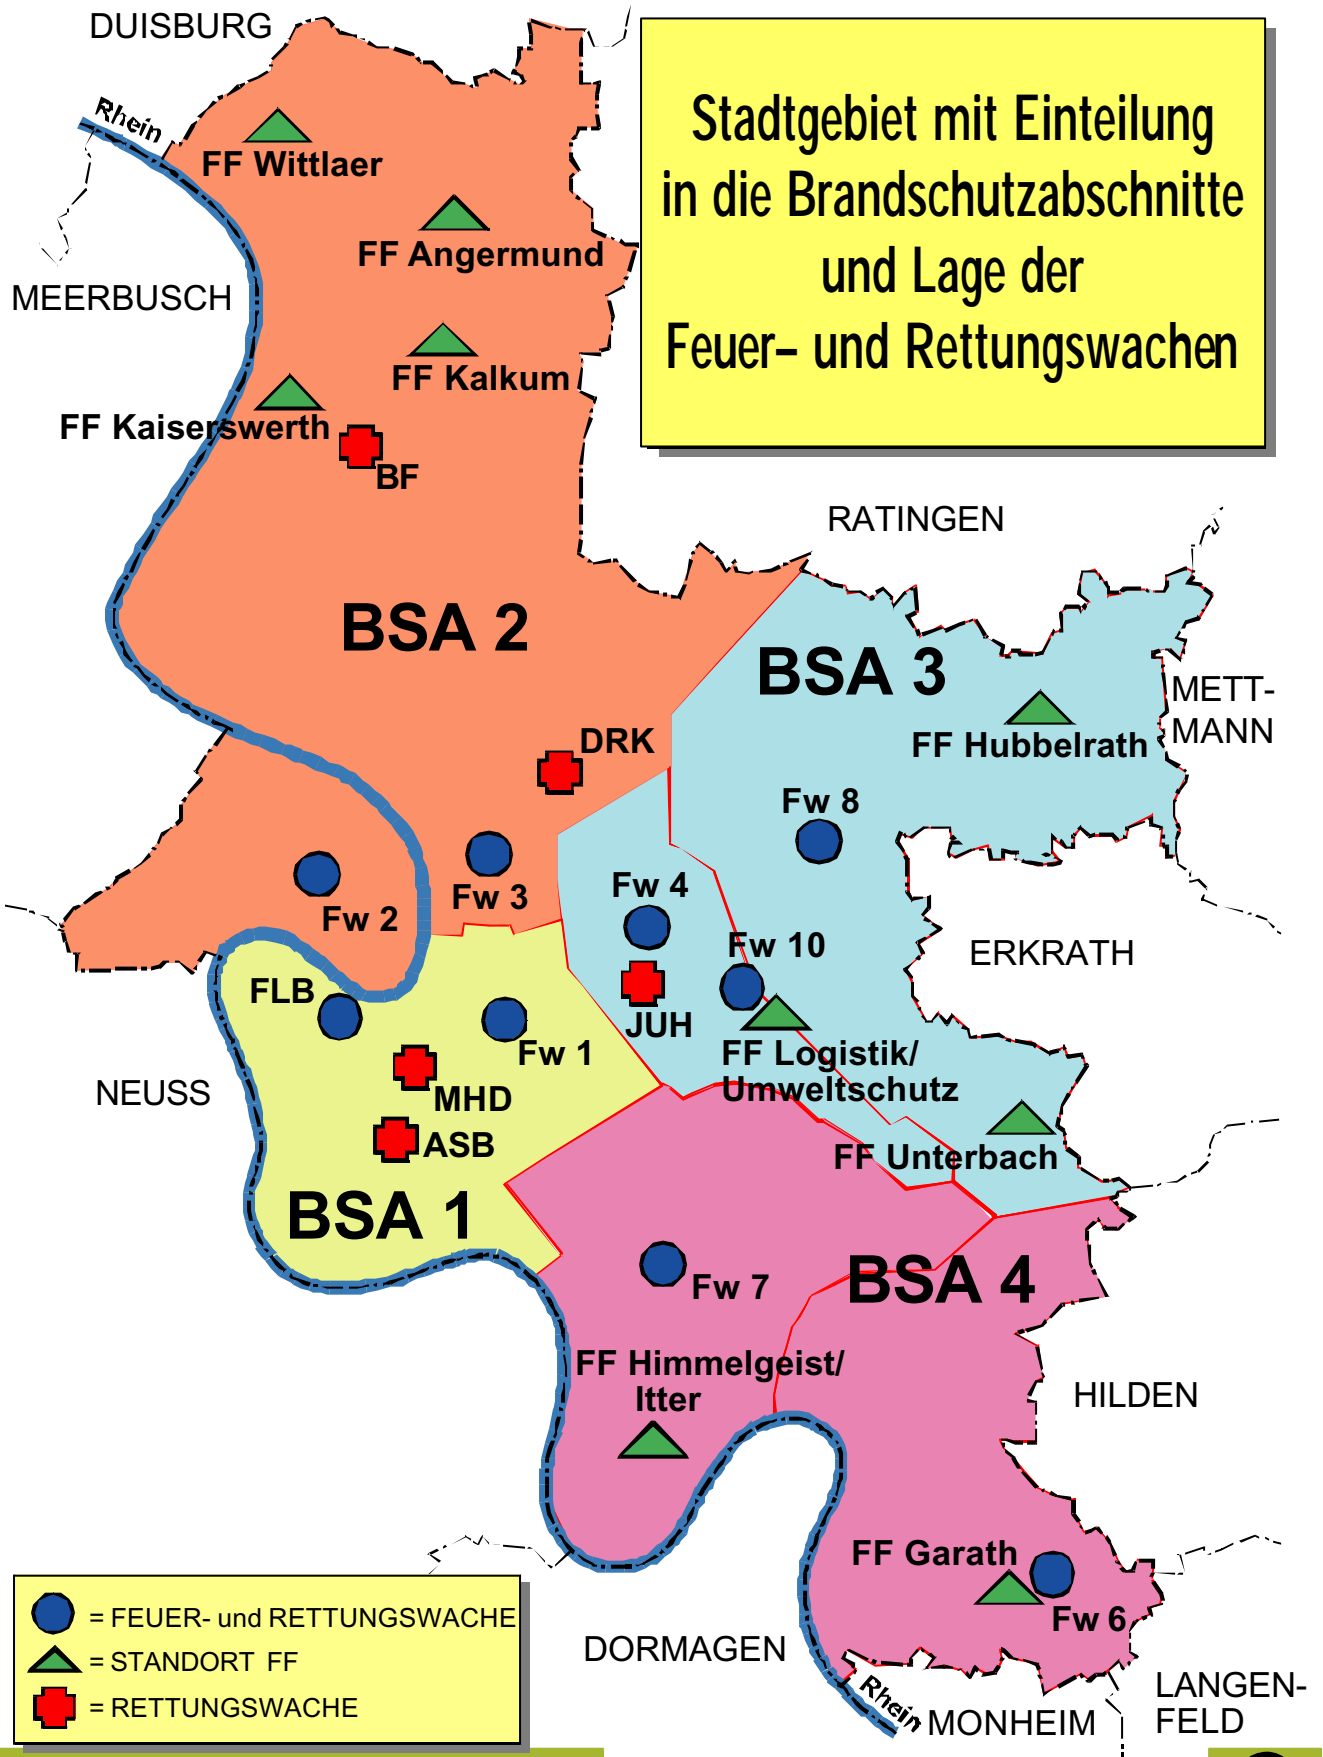 DUISBURG
Stadtgebiet mit Einteilung
in die Brandschutzabschnitte
und Lage der
Feuer– und Rettungswachen
Rhein
FF Wittlaer
FF Angermund
MEERBUSCH
FF Kalkum
FF Kaiserswerth
BF
RATINGEN
BSA 2
BSA 3
METT-
MANN
DRK
FF Hubbelrath
Fw 8
Fw 4
Fw 3
Fw 2
Fw 10
ERKRATH
FLB
JUH
Fw 1
FF Logistik/
Umweltschutz
NEUSS
MHD
ASB
FF Unterbach
BSA 1
BSA 4
Fw 7
FF Himmelgeist/
Itter
HILDEN
FF Garath
Fw 6
= FEUER- und RETTUNGSWACHE
= STANDORT FF
= RETTUNGSWACHE
DORMAGEN
Rhein
MONHEIM
LANGEN-
FELD